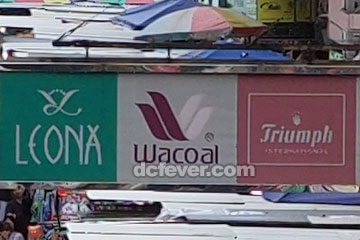 LEONA
Wacoal®
Triumph
INTERNATIONAL
dcfever.com